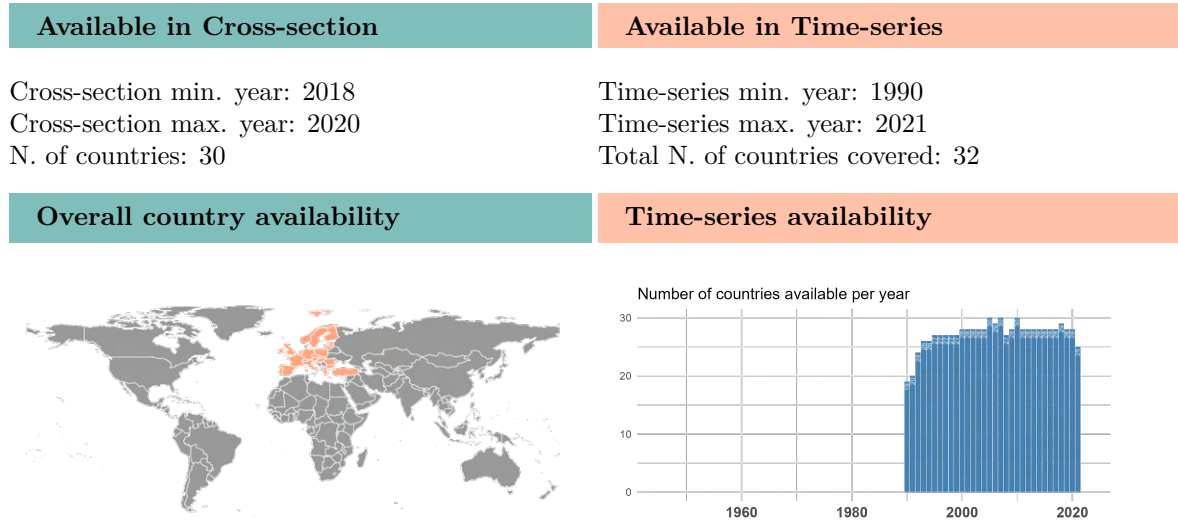 Available in Cross-section
Available in Time-series
Cross-section min. year: 2018
Cross-section max. year: 2020
N. of countries: 30
Time-series min. year: 1990
Time-series max. year: 2021
Total N. of countries covered: 32
Overall country availability
Time-series availability
Number of countries available per year
30
20
10
0
1960
1980
2000
2020